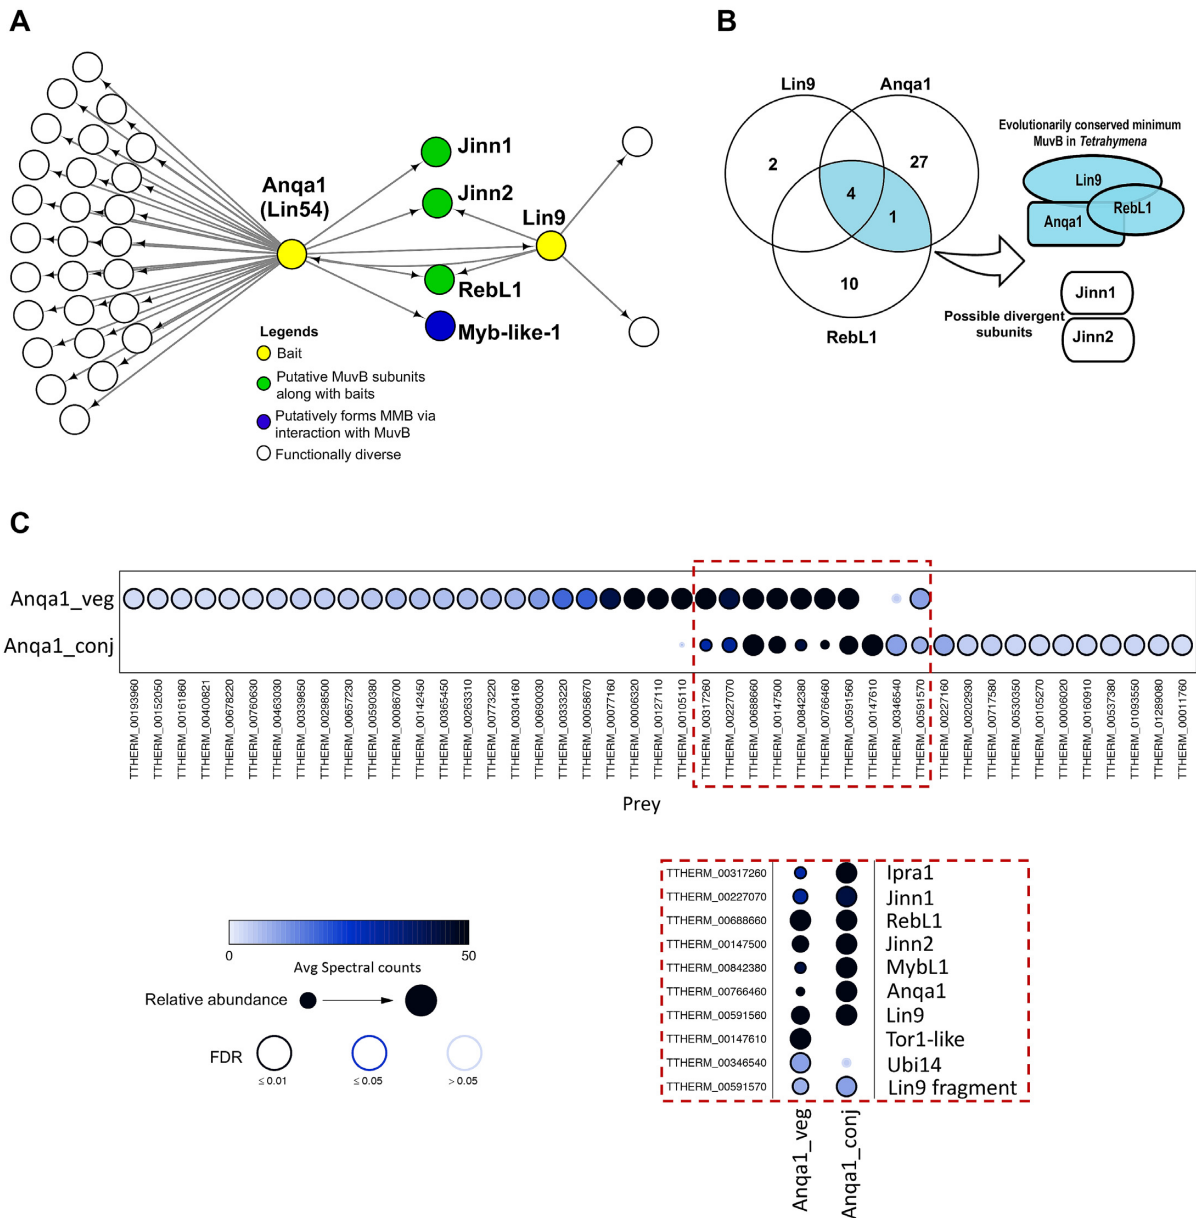 A
Jinn1
Jinn2
Anqa1
(Lin54)
Lin9
RebL1
Myb-like-1
Legends
Bait
Putative MuvB subunits
along with baits
Putatively forms MMB via
interaction with MuvB
Functionally diverse
B
Lin9
Anqa1
2
27
4
1
10
RebL1
Evolutionarily conserved minimum
MuvB in Tetrahymena
Lin9
RebL1
Anqa1
Possible divergent
subunits
Jinn1
Jinn2
C
Anqa1_veg
Anqa1_conj
TTHERM_00193960
TTHERM_00152050
TTHERM_00161860
TTHERM_00440821
TTHERM_00678220
TTHERM_00760630
TTHERM_00463030
TTHERM_00339850
TTHERM_00298500
TTHERM_00657230
TTHERM_00590380
TTHERM_00086700
TTHERM_00142450
TTHERM_00365450
TTHERM_00263310
TTHERM_00773220
TTHERM_00304160
TTHERM_00690030
TTHERM_00333220
TTHERM_00058670
TTHERM_00077160
TTHERM_00006320
TTHERM_00127110
TTHERM_00105110
TTHERM_00317260
TTHERM_00227070
TTHERM_00688660
TTHERM_00147500
TTHERM_00842380
TTHERM_00766460
TTHERM_00591560
TTHERM_00147610
TTHERM_00346540
TTHERM_00591570
TTHERM_00227160
TTHERM_00202930
TTHERM_00717580
TTHERM_00530350
TTHERM_01105270
TTHERM_00006020
TTHERM_00160910
TTHERM_00537380
TTHERM_01093550
TTHERM_01289080
TTHERM_00011760
Prey
0
50
Avg Spectral counts
Relative abundance
FDR
≤ 0.01
≤ 0.05
> 0.05
TTHERM_00317260 Ipra1
TTHERM_00227070 Jinn1
TTHERM_00688660 RebL1
TTHERM_00147500 Jinn2
TTHERM_00842380 MybL1
TTHERM_00766460 Anqa1
TTHERM_00591560 Lin9
TTHERM_00147610 Tor1-like
TTHERM_00346540 Ubi14
TTHERM_00591570 Lin9 fragment
Anqa1_veg
Anqa1_conj